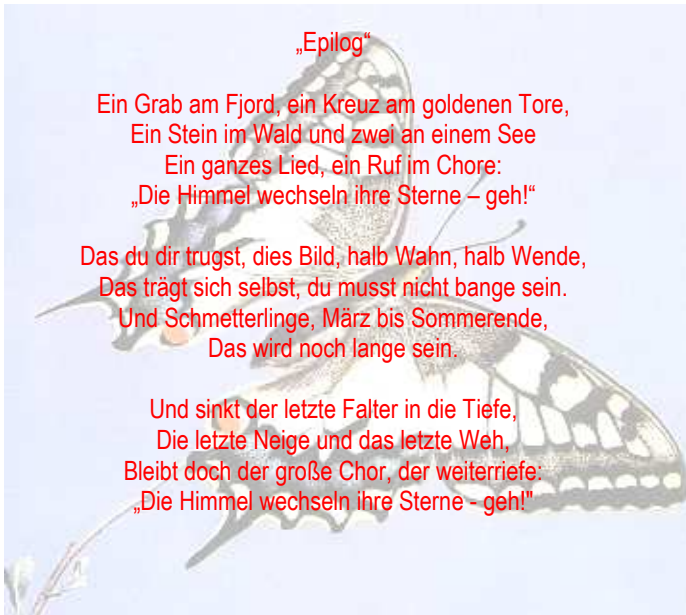 „Epilog“
Ein Grab am Fjord, ein Kreuz am goldenen Tore,
Ein Stein im Wald und zwei an einem See
Ein ganzes Lied, ein Ruf im Chore:
„Die Himmel wechseln ihre Sterne – geh!“
Das du dir trugst, dies Bild, halb Wahn, halb Wende,
Das trägt sich selbst, du musst nicht bange sein.
Und Schmetterlinge, März bis Sommerende,
Das wird noch lange sein.
Und sinkt der letzte Falter in die Tiefe,
Die letzte Neige und das letzte Weh,
Bleibt doch der große Chor, der weiterriefe:
„Die Himmel wechseln ihre Sterne - geh!"